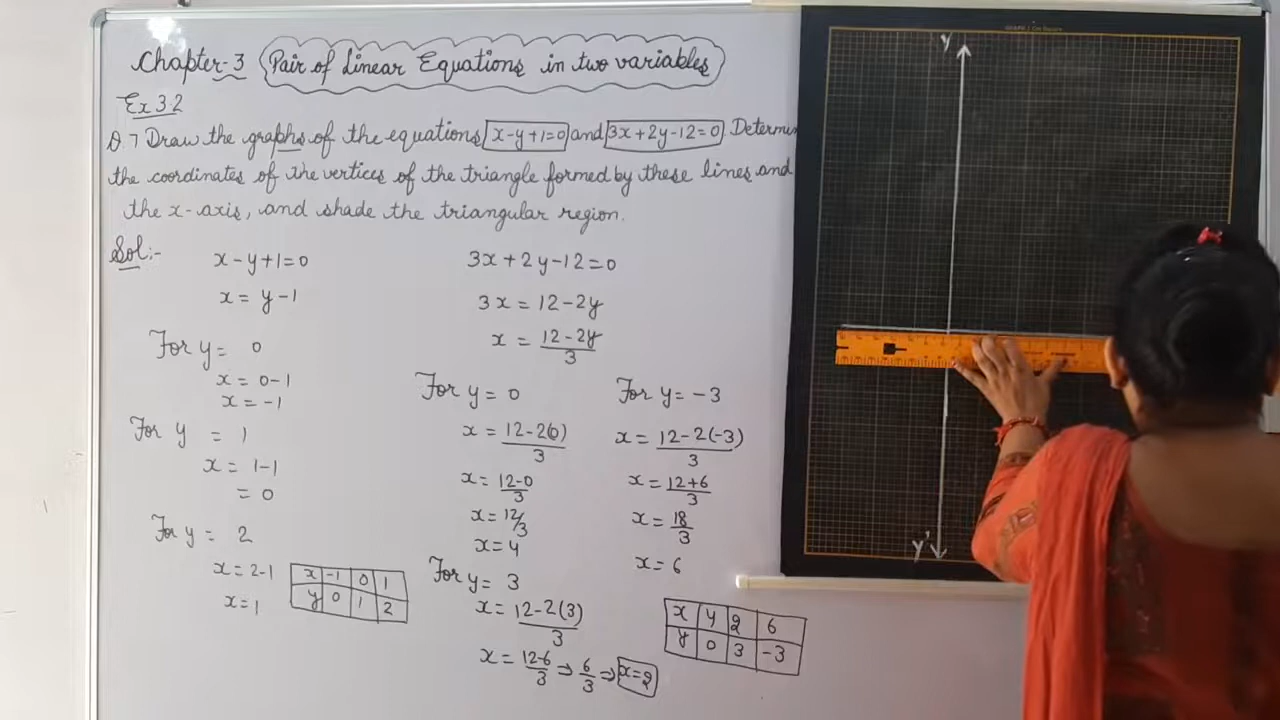 Chapter-3 Pair of Linear Equations in two variables
Ex 3.2
Q.7 Draw the graphs of the equations x-y+1=0 and 3x+2y-12=0. Determin
the coordinates of the vertices of the triangle formed by these lines and
the x-axis, and shade the triangular region.
Sol:-
x-y+1=0
x = y-1
For y = 0
x = 0-1
x = -1
For y = 1
x = 1-1
= 0
For y = 2
x = 2-1
x = 1
x -1 0 1
y 0 1 2
3x+2y-12=0
3x = 12-2y
x = 12-2y/3
For y = 0
x = 12-2(0)/3
x = 12-0/3
x = 12/3
x = 4
For y = 3
x = 12-2(3)/3
x = 12-6/3 ⇒ 6/3 ⇒ x=2
For y = -3
x = 12-2(-3)/3
x = 12+6/3
x = 18/3
x = 6
x 4 2 6
y 0 3 -3
y
y'